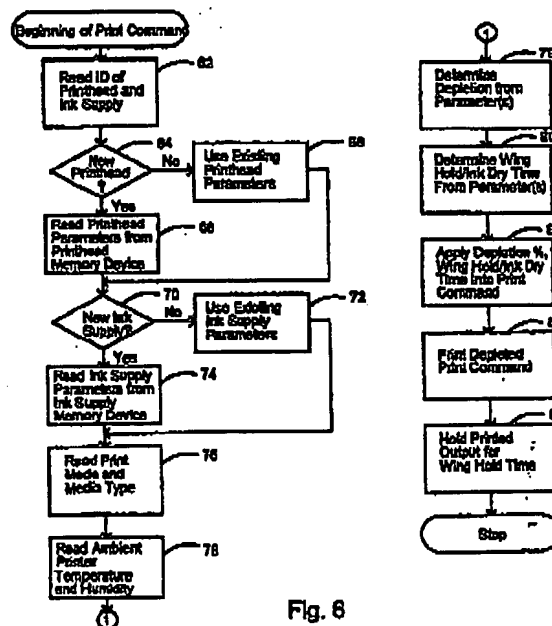 Beginning of Print Command
62
Read ID of
Printhead and
Ink Supply
64
New
Printhead
?
No
Yes
Use Existing
Printhead
Parameters
Read Printhead
Parameters from
Printhead
Memory Device
70
New Ink
Supply?
No
Yes
72
Use Existing
Ink Supply
Parameters
Read Ink Supply
Parameters from
Ink Supply
Memory Device
74
Read Print
Mode and
Media Type
76
Read Ambient
Printer
Temperature
and Humidity
78
1
Fig. 6
1
Determine
Depletion from
Parameter(s)
Determine Wing
Hold/Ink Dry Time
From Parameter(s)
Apply Depletion %,
Wing Hold/Ink Dry
Time Into Print
Command
Print Depleted
Print Command
Hold Printed
Output for
Wing Hold Time
Stop